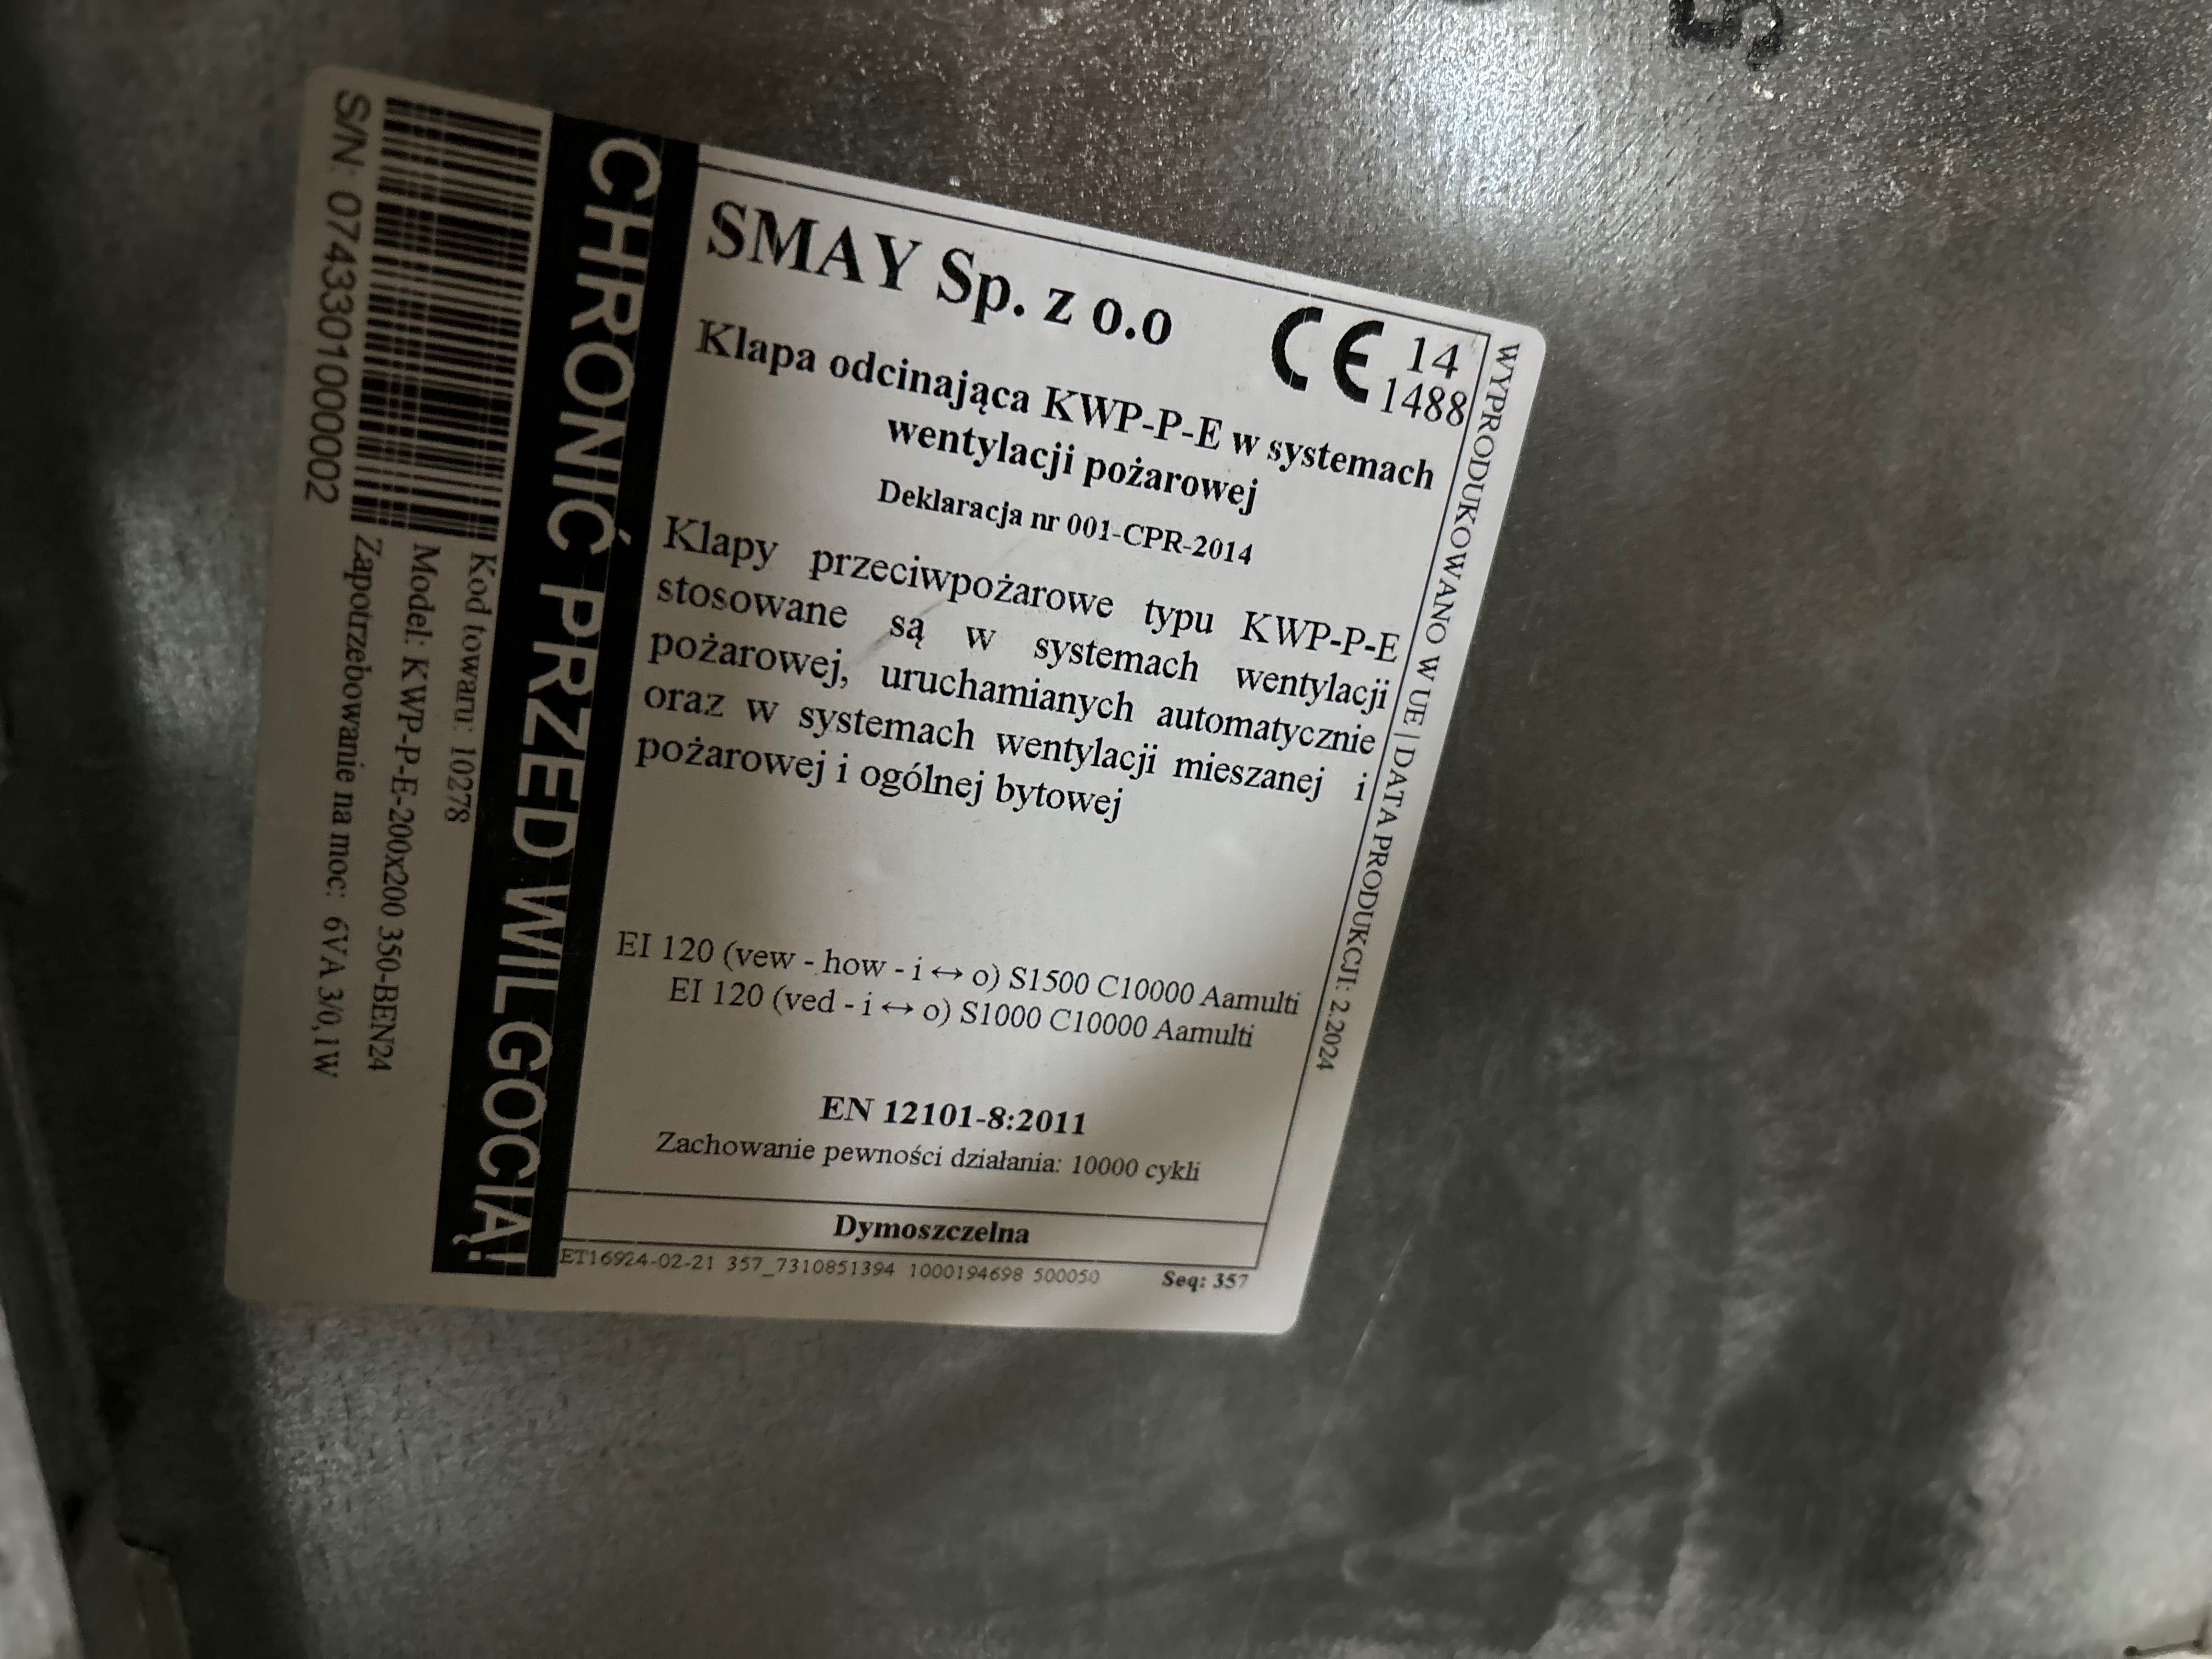 SMAY Sp. z o.o
CE 14
1488
Klapa odcinająca KWP-P-E w systemach
wentylacji pożarowej
Deklaracja nr 001-CPR-2014
Klapy przeciwpożarowe typu KWP-P-E
stosowane są w systemach wentylacji
pożarowej, uruchamianych automatycznie
oraz w systemach wentylacji mieszanej i
pożarowej i ogólnej bytowej
EI 120 (vew - how - i ↔ o) S1500 C10000 Aamulti
EI 120 (ved - i ↔ o) S1000 C10000 Aamulti
EN 12101-8:2011
Zachowanie pewności działania: 10000 cykli
Dymoszczelna
ET16924-02-21 357_7310851394 1000194698 500050 Seq: 357
WYPRODUKOWANO W UE | DATA PRODUKCJI: 2.2024
CHRONIĆ PRZED WILGOCIĄ!
Kod towaru: 10278
Model: KWP-P-E-200x200 350-BEN24
Zapotrzebowanie na moc: 6VA 3/0,1W
S/N: 0743301000002
5